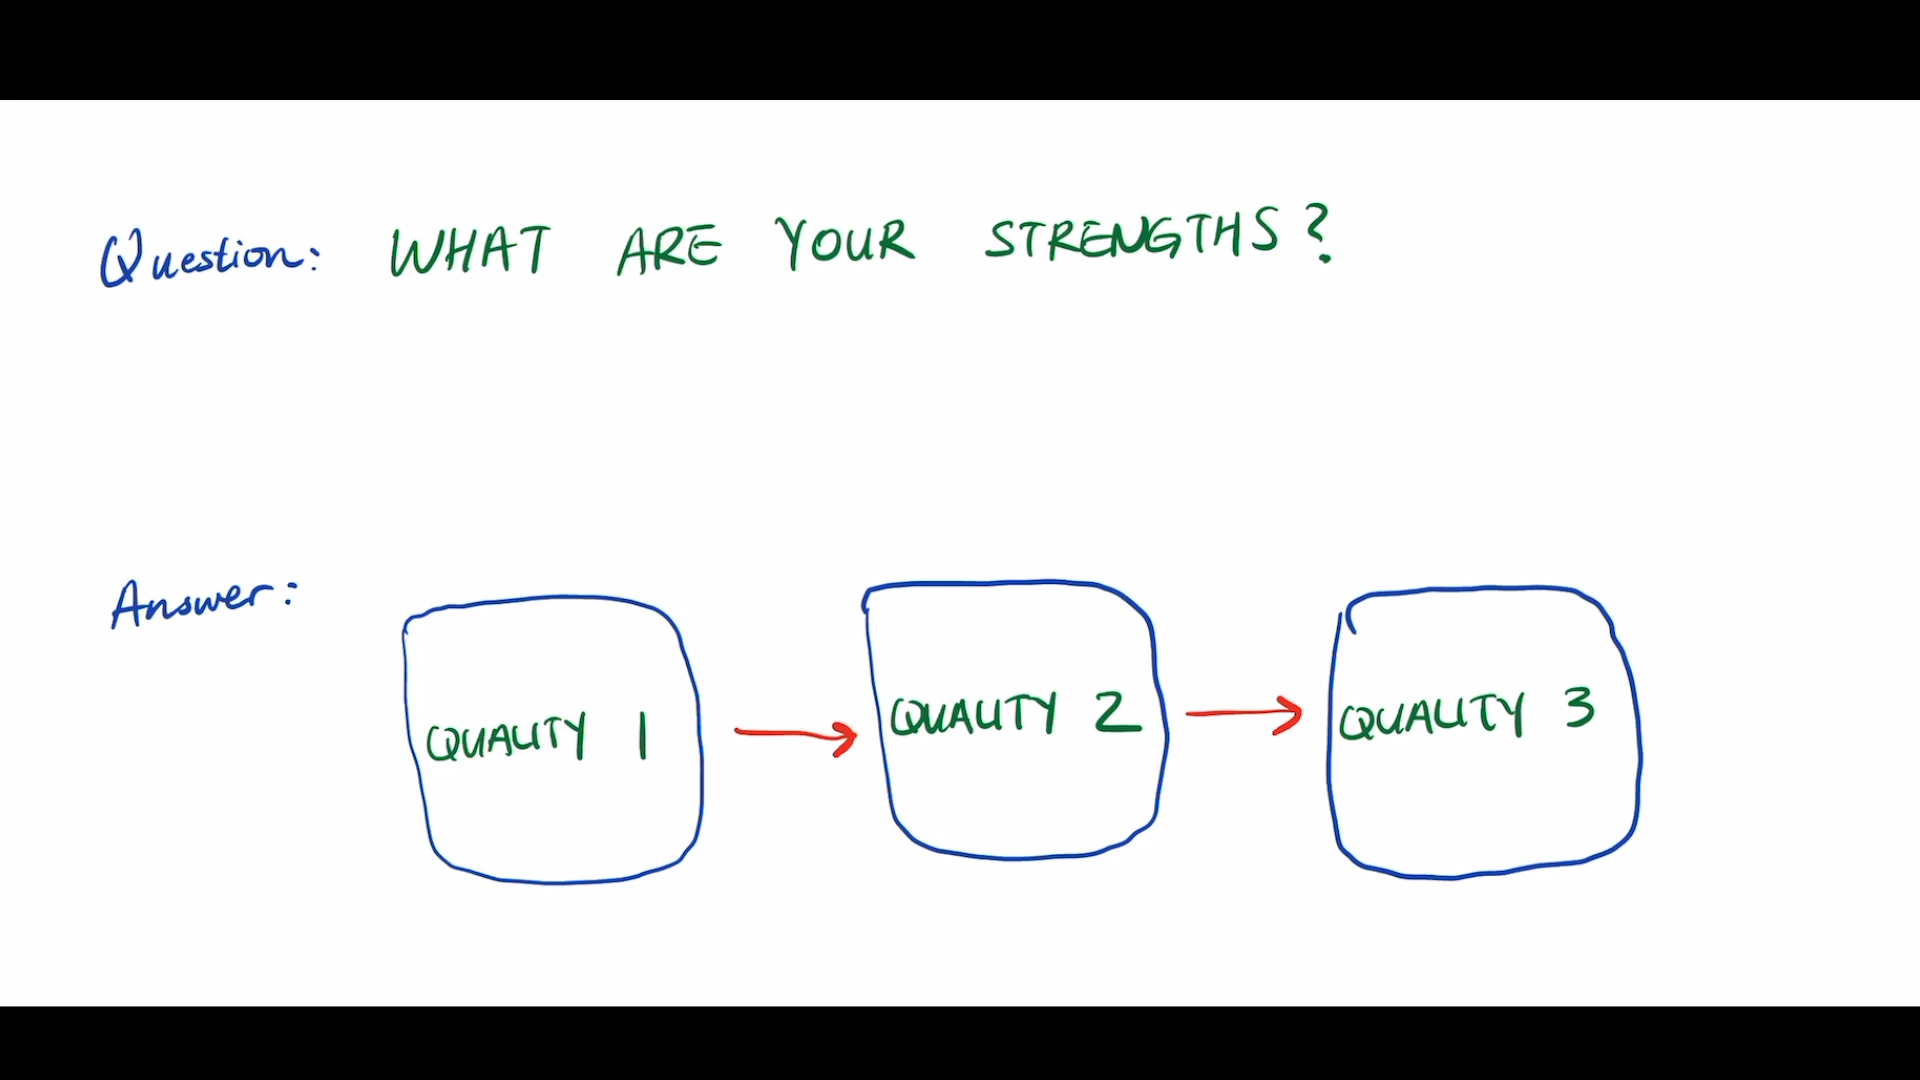 Question: WHAT ARE YOUR STRENGTHS?
Answer:
QUALITY 1
QUALITY 2
QUALITY 3